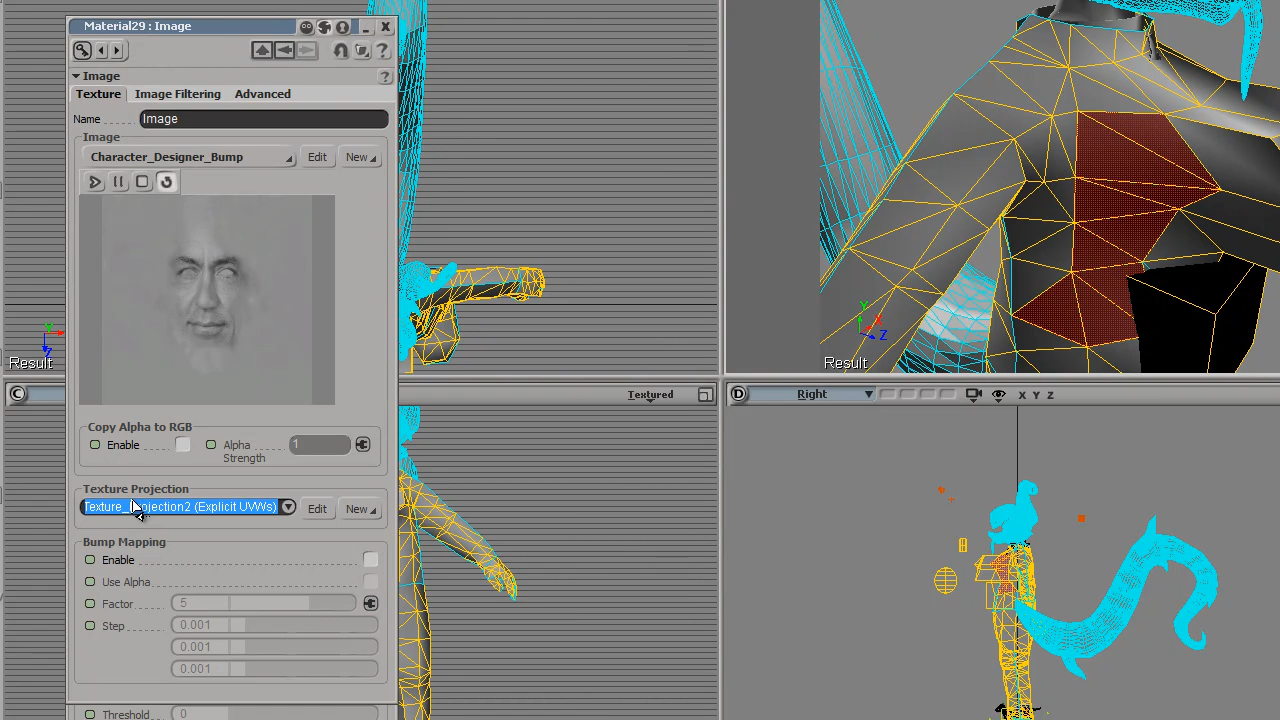 Material29 : Image
Image
Texture Image Filtering Advanced
Name Image
Image
Character_Designer_Bump Edit New
Copy Alpha to RGB
Enable Alpha Strength 1
Texture Projection
Texture_Projection2 (Explicit UVWs) Edit New
Bump Mapping
Enable
Use Alpha
Factor 5
Step 0.001
0.001
0.001
Threshold 0
Y
Z
Result
Y
X
Z
Result
C Textured
D Right X Y Z